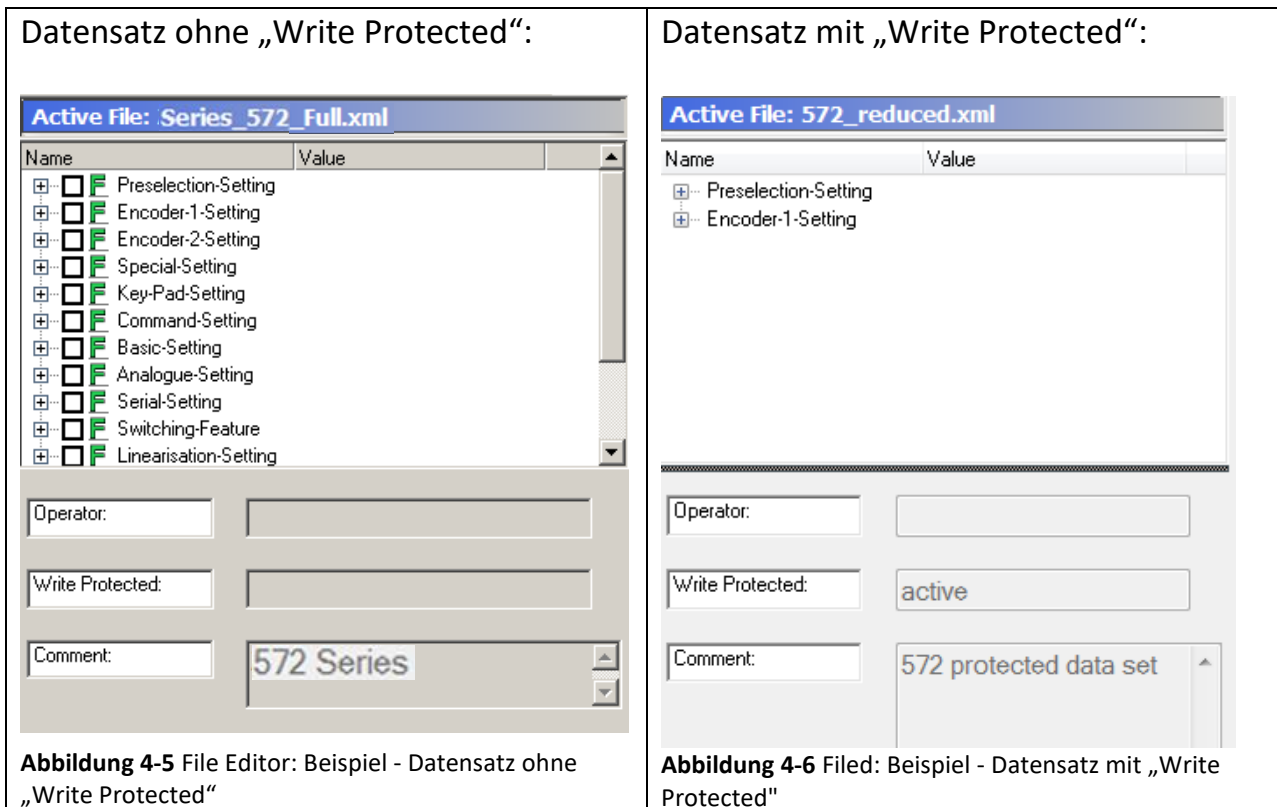 Datensatz ohne „Write Protected“:
Active File: Series_572_Full.xml
Name Value
Preselection-Setting
Encoder-1-Setting
Encoder-2-Setting
Special-Setting
Key-Pad-Setting
Command-Setting
Basic-Setting
Analogue-Setting
Serial-Setting
Switching-Feature
Linearisation-Setting
Operator:
Write Protected:
Comment: 572 Series
Abbildung 4-5 File Editor: Beispiel - Datensatz ohne
„Write Protected“
Datensatz mit „Write Protected“:
Active File: 572_reduced.xml
Name Value
Preselection-Setting
Encoder-1-Setting
Operator:
Write Protected: active
Comment: 572 protected data set
Abbildung 4-6 Filed: Beispiel - Datensatz mit „Write
Protected"